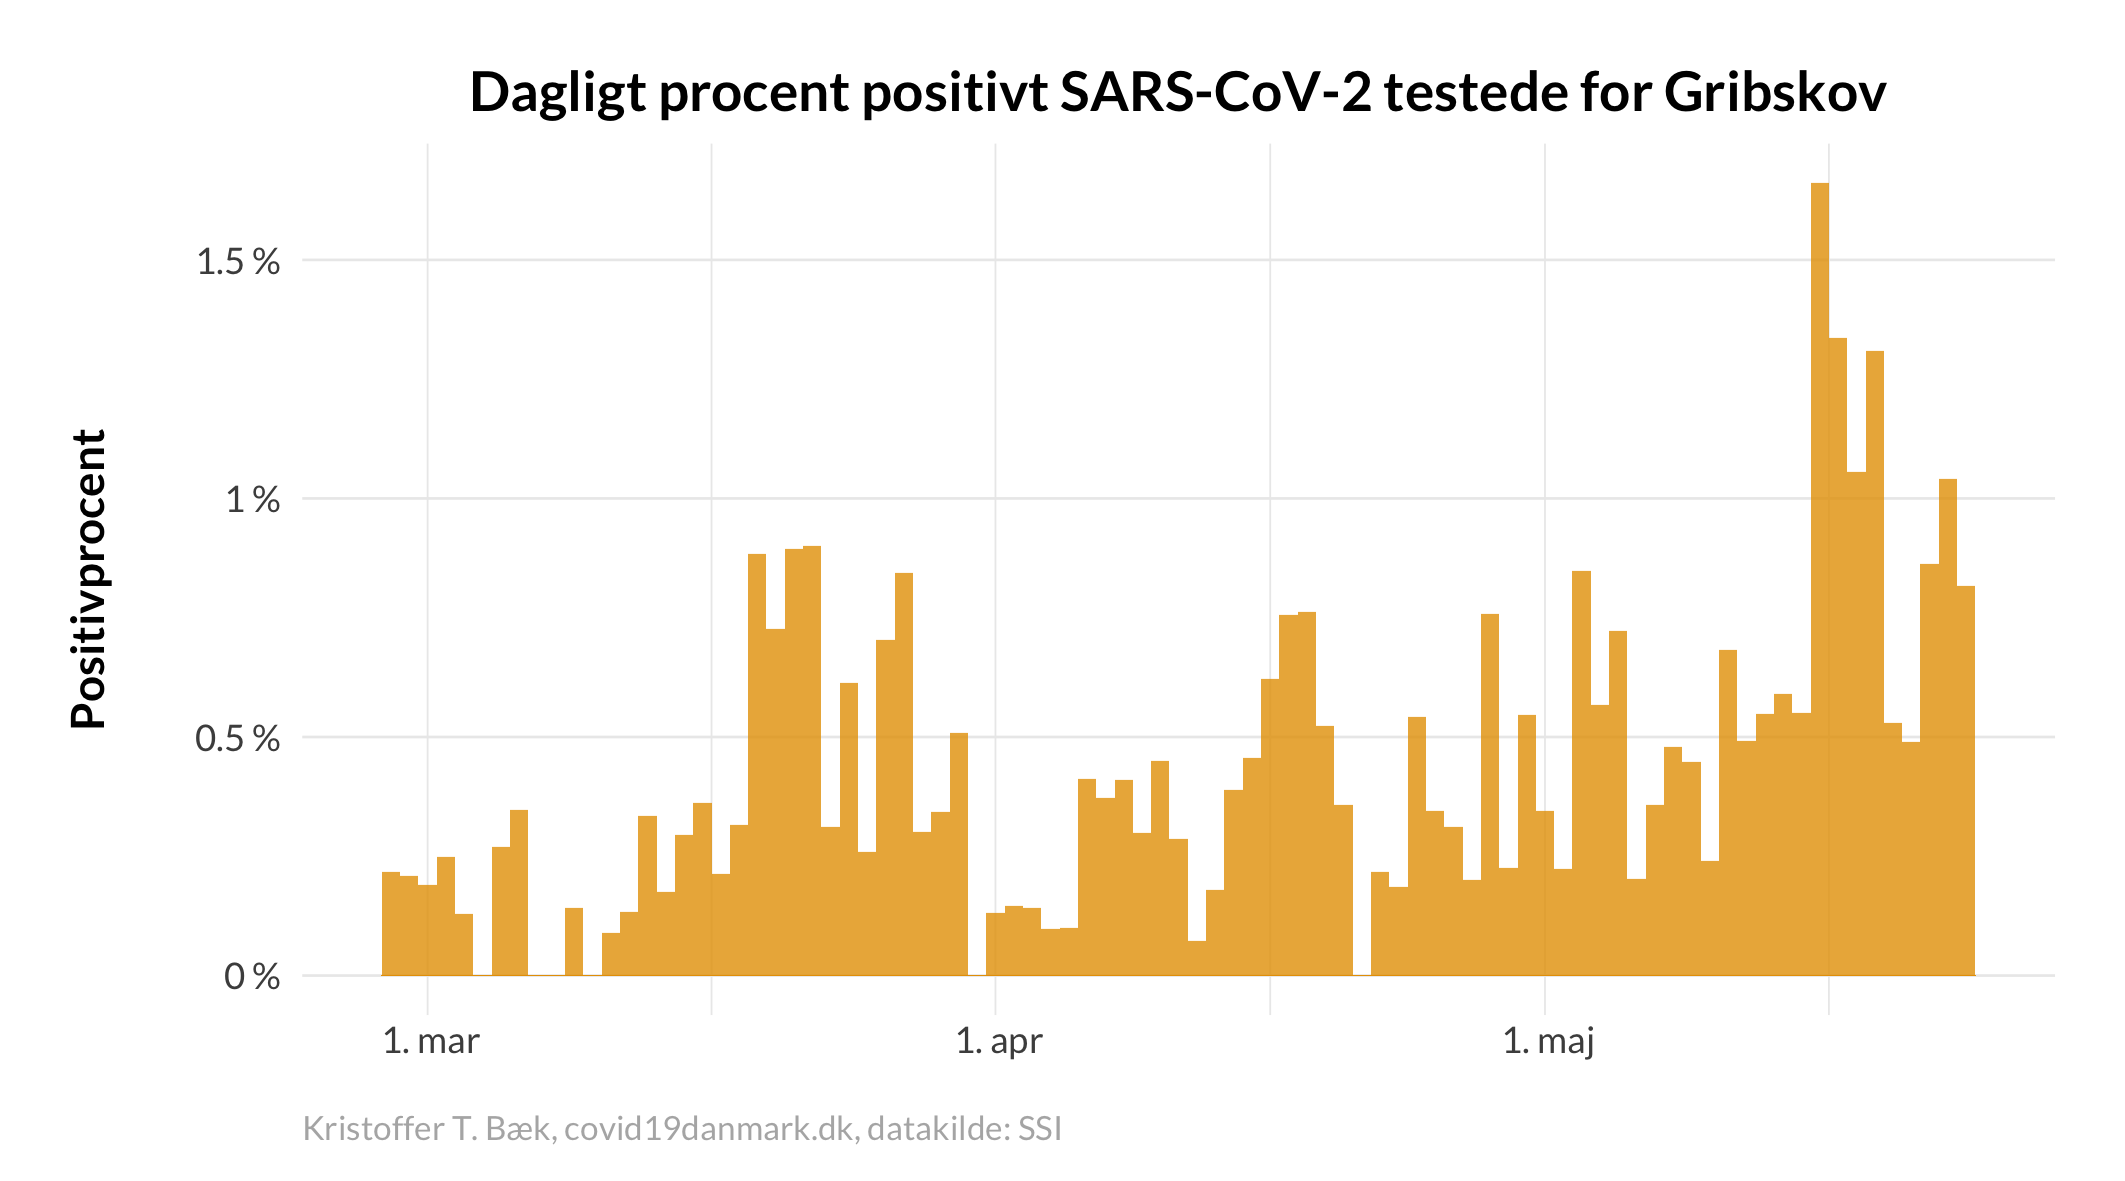 Dagligt procent positivt SARS-CoV-2 testede for Gribskov
Positivprocent
1.5 %
1 %
0.5 %
0 %
1. mar
1. apr
1. maj
Kristoffer T. Bæk, covid19danmark.dk, datakilde: SSI